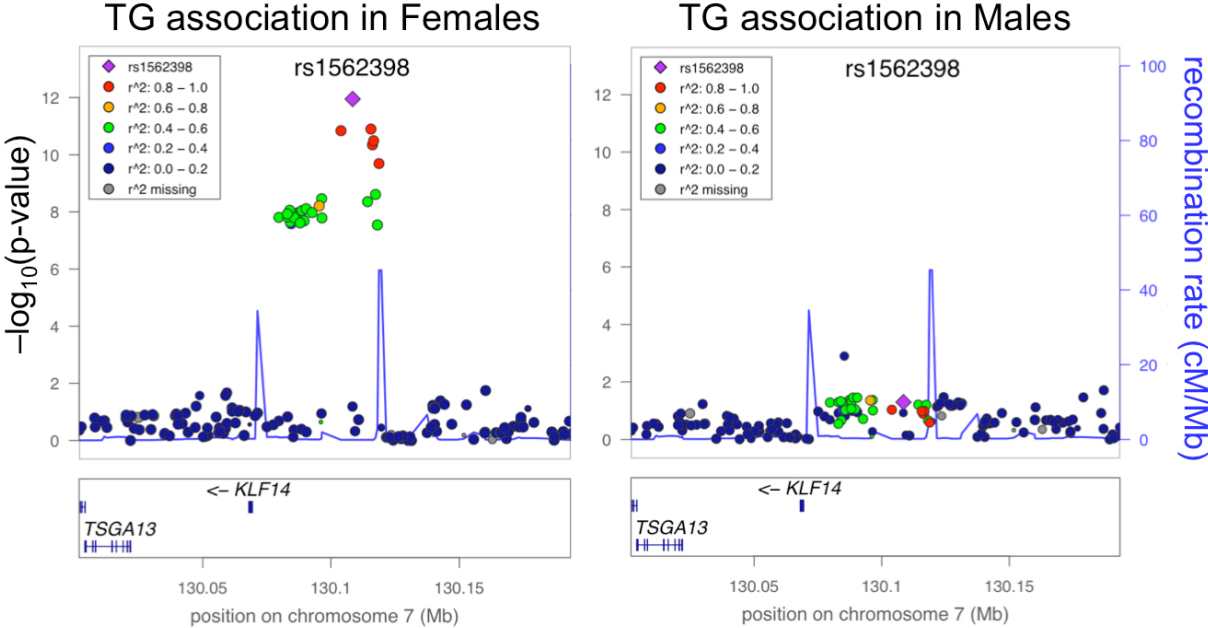 TG association in Females
TG association in Males
–log10(p-value)
rs1562398
rs1562398
r^2: 0.8 – 1.0
r^2: 0.6 – 0.8
r^2: 0.4 – 0.6
r^2: 0.2 – 0.4
r^2: 0.0 – 0.2
r^2 missing
12
10
8
6
4
2
0
<– KLF14
TSGA13
130.05
130.1
130.15
position on chromosome 7 (Mb)
rs1562398
rs1562398
r^2: 0.8 – 1.0
r^2: 0.6 – 0.8
r^2: 0.4 – 0.6
r^2: 0.2 – 0.4
r^2: 0.0 – 0.2
r^2 missing
12
10
8
6
4
2
0
100
80
60
40
20
0
recombination rate (cM/Mb)
<– KLF14
TSGA13
130.05
130.1
130.15
position on chromosome 7 (Mb)